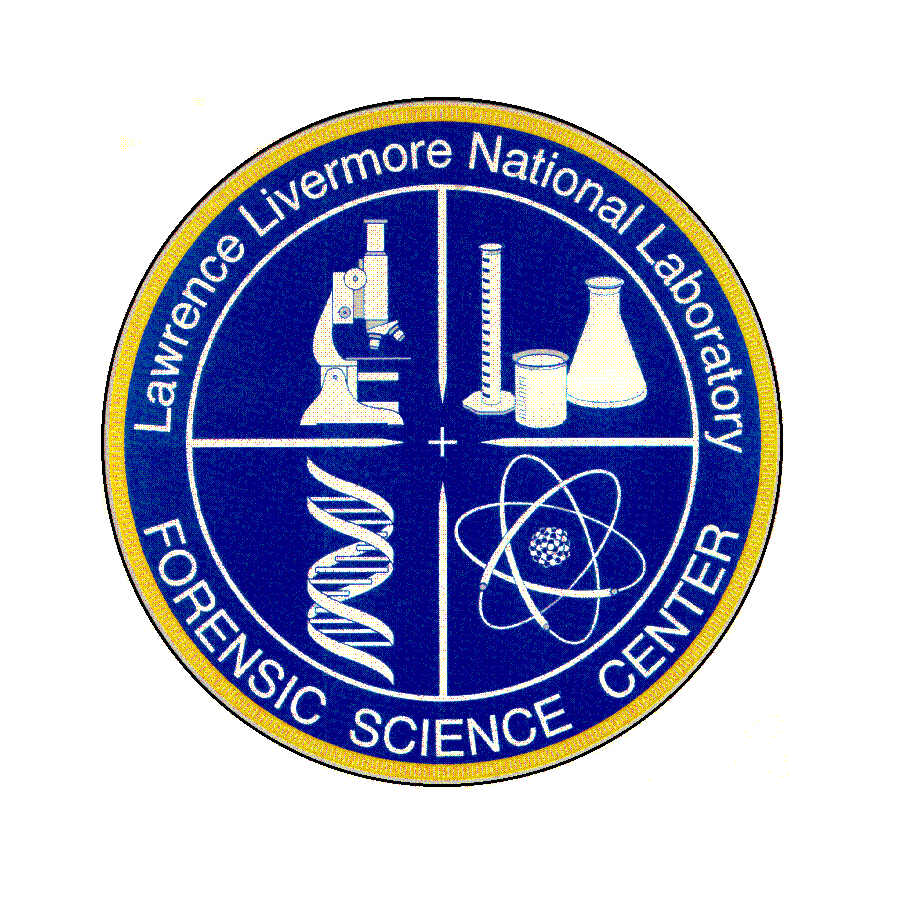 Lawrence Livermore National Laboratory
FORENSIC SCIENCE CENTER